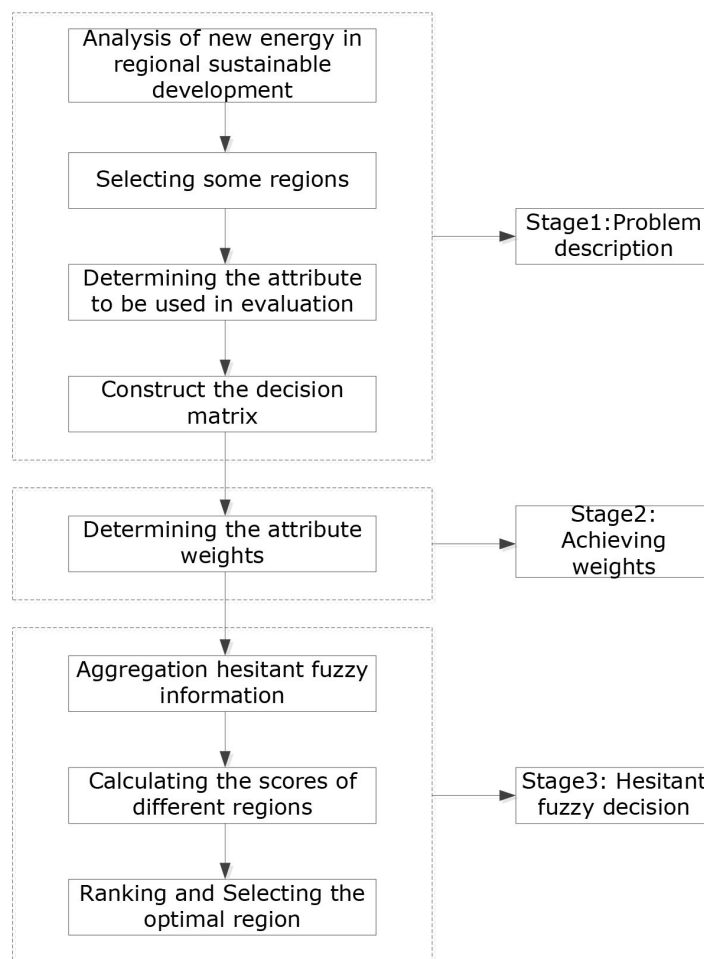 Analysis of new energy in
regional sustainable
development
Selecting some regions
Determining the attribute
to be used in evaluation
Construct the decision
matrix
Stage1:Problem
description
Determining the attribute
weights
Stage2:
Achieving
weights
Aggregation hesitant fuzzy
information
Calculating the scores of
different regions
Ranking and Selecting the
optimal region
Stage3: Hesitant
fuzzy decision